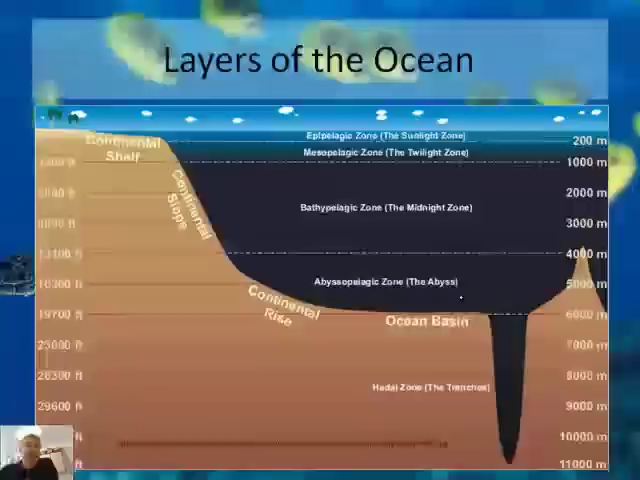 Layers of the Ocean
Epipelagic Zone (The Sunlight Zone)
200 m
Continental
Shelf
Mesopelagic Zone (The Twilight Zone)
1000 m
2000 m
Continental
Slope
Bathypelagic Zone (The Midnight Zone)
3000 m
13100 ft
4000 m
Abyssopelagic Zone (The Abyss)
5000 m
Continental
Rise
19700 ft
Ocean Basin
6000 m
7000 m
8000 m
Hadal Zone (The Trenches)
29600 ft
9000 m
10000 m
11000 m